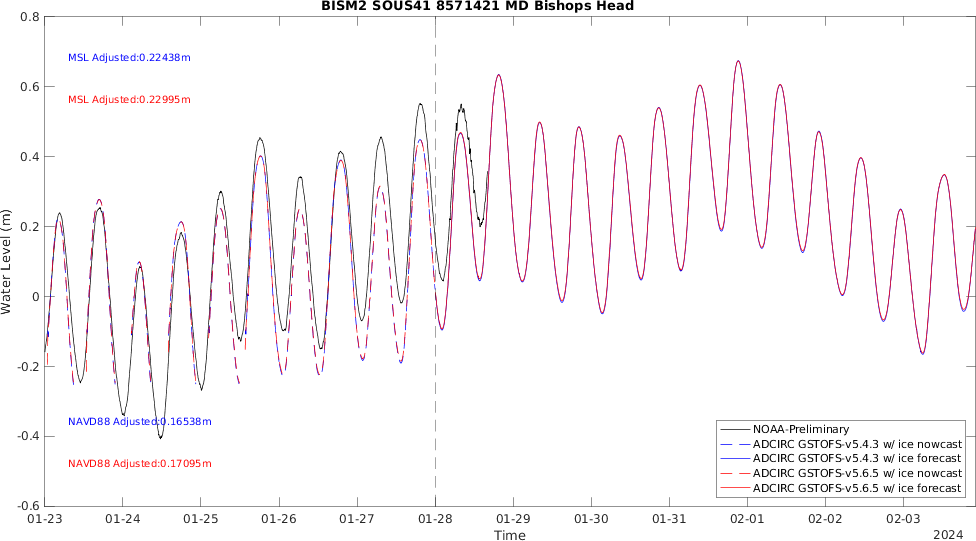 BISM2 SOUS41 8571421 MD Bishops Head
0.8
0.6
0.4
0.2
0
-0.2
-0.4
-0.6
Water Level (m)
MSL Adjusted:0.22438m
MSL Adjusted:0.22995m
NAVD88 Adjusted:0.16538m
NAVD88 Adjusted:0.17095m
NOAA-Preliminary
ADCIRC GSTOFS-v5.4.3 w/ ice nowcast
ADCIRC GSTOFS-v5.4.3 w/ ice forecast
ADCIRC GSTOFS-v5.6.5 w/ ice nowcast
ADCIRC GSTOFS-v5.6.5 w/ ice forecast
01-23 01-24 01-25 01-26 01-27 01-28 01-29 01-30 01-31 02-01 02-02 02-03
Time
2024